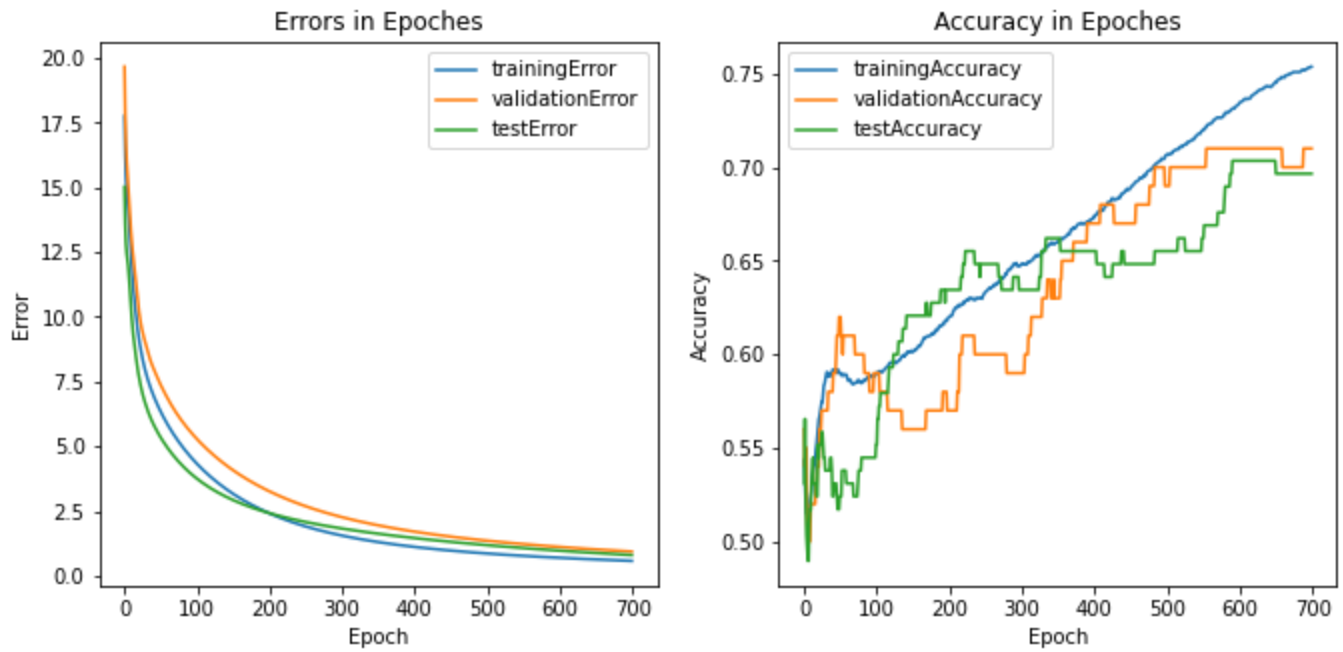 Errors in Epoches
20.0
17.5
15.0
12.5
10.0
7.5
5.0
2.5
0.0
Error
trainingError
validationError
testError
0 100 200 300 400 500 600 700
Epoch
Accuracy in Epoches
0.75
0.70
0.65
0.60
0.55
0.50
Accuracy
trainingAccuracy
validationAccuracy
testAccuracy
0 100 200 300 400 500 600 700
Epoch